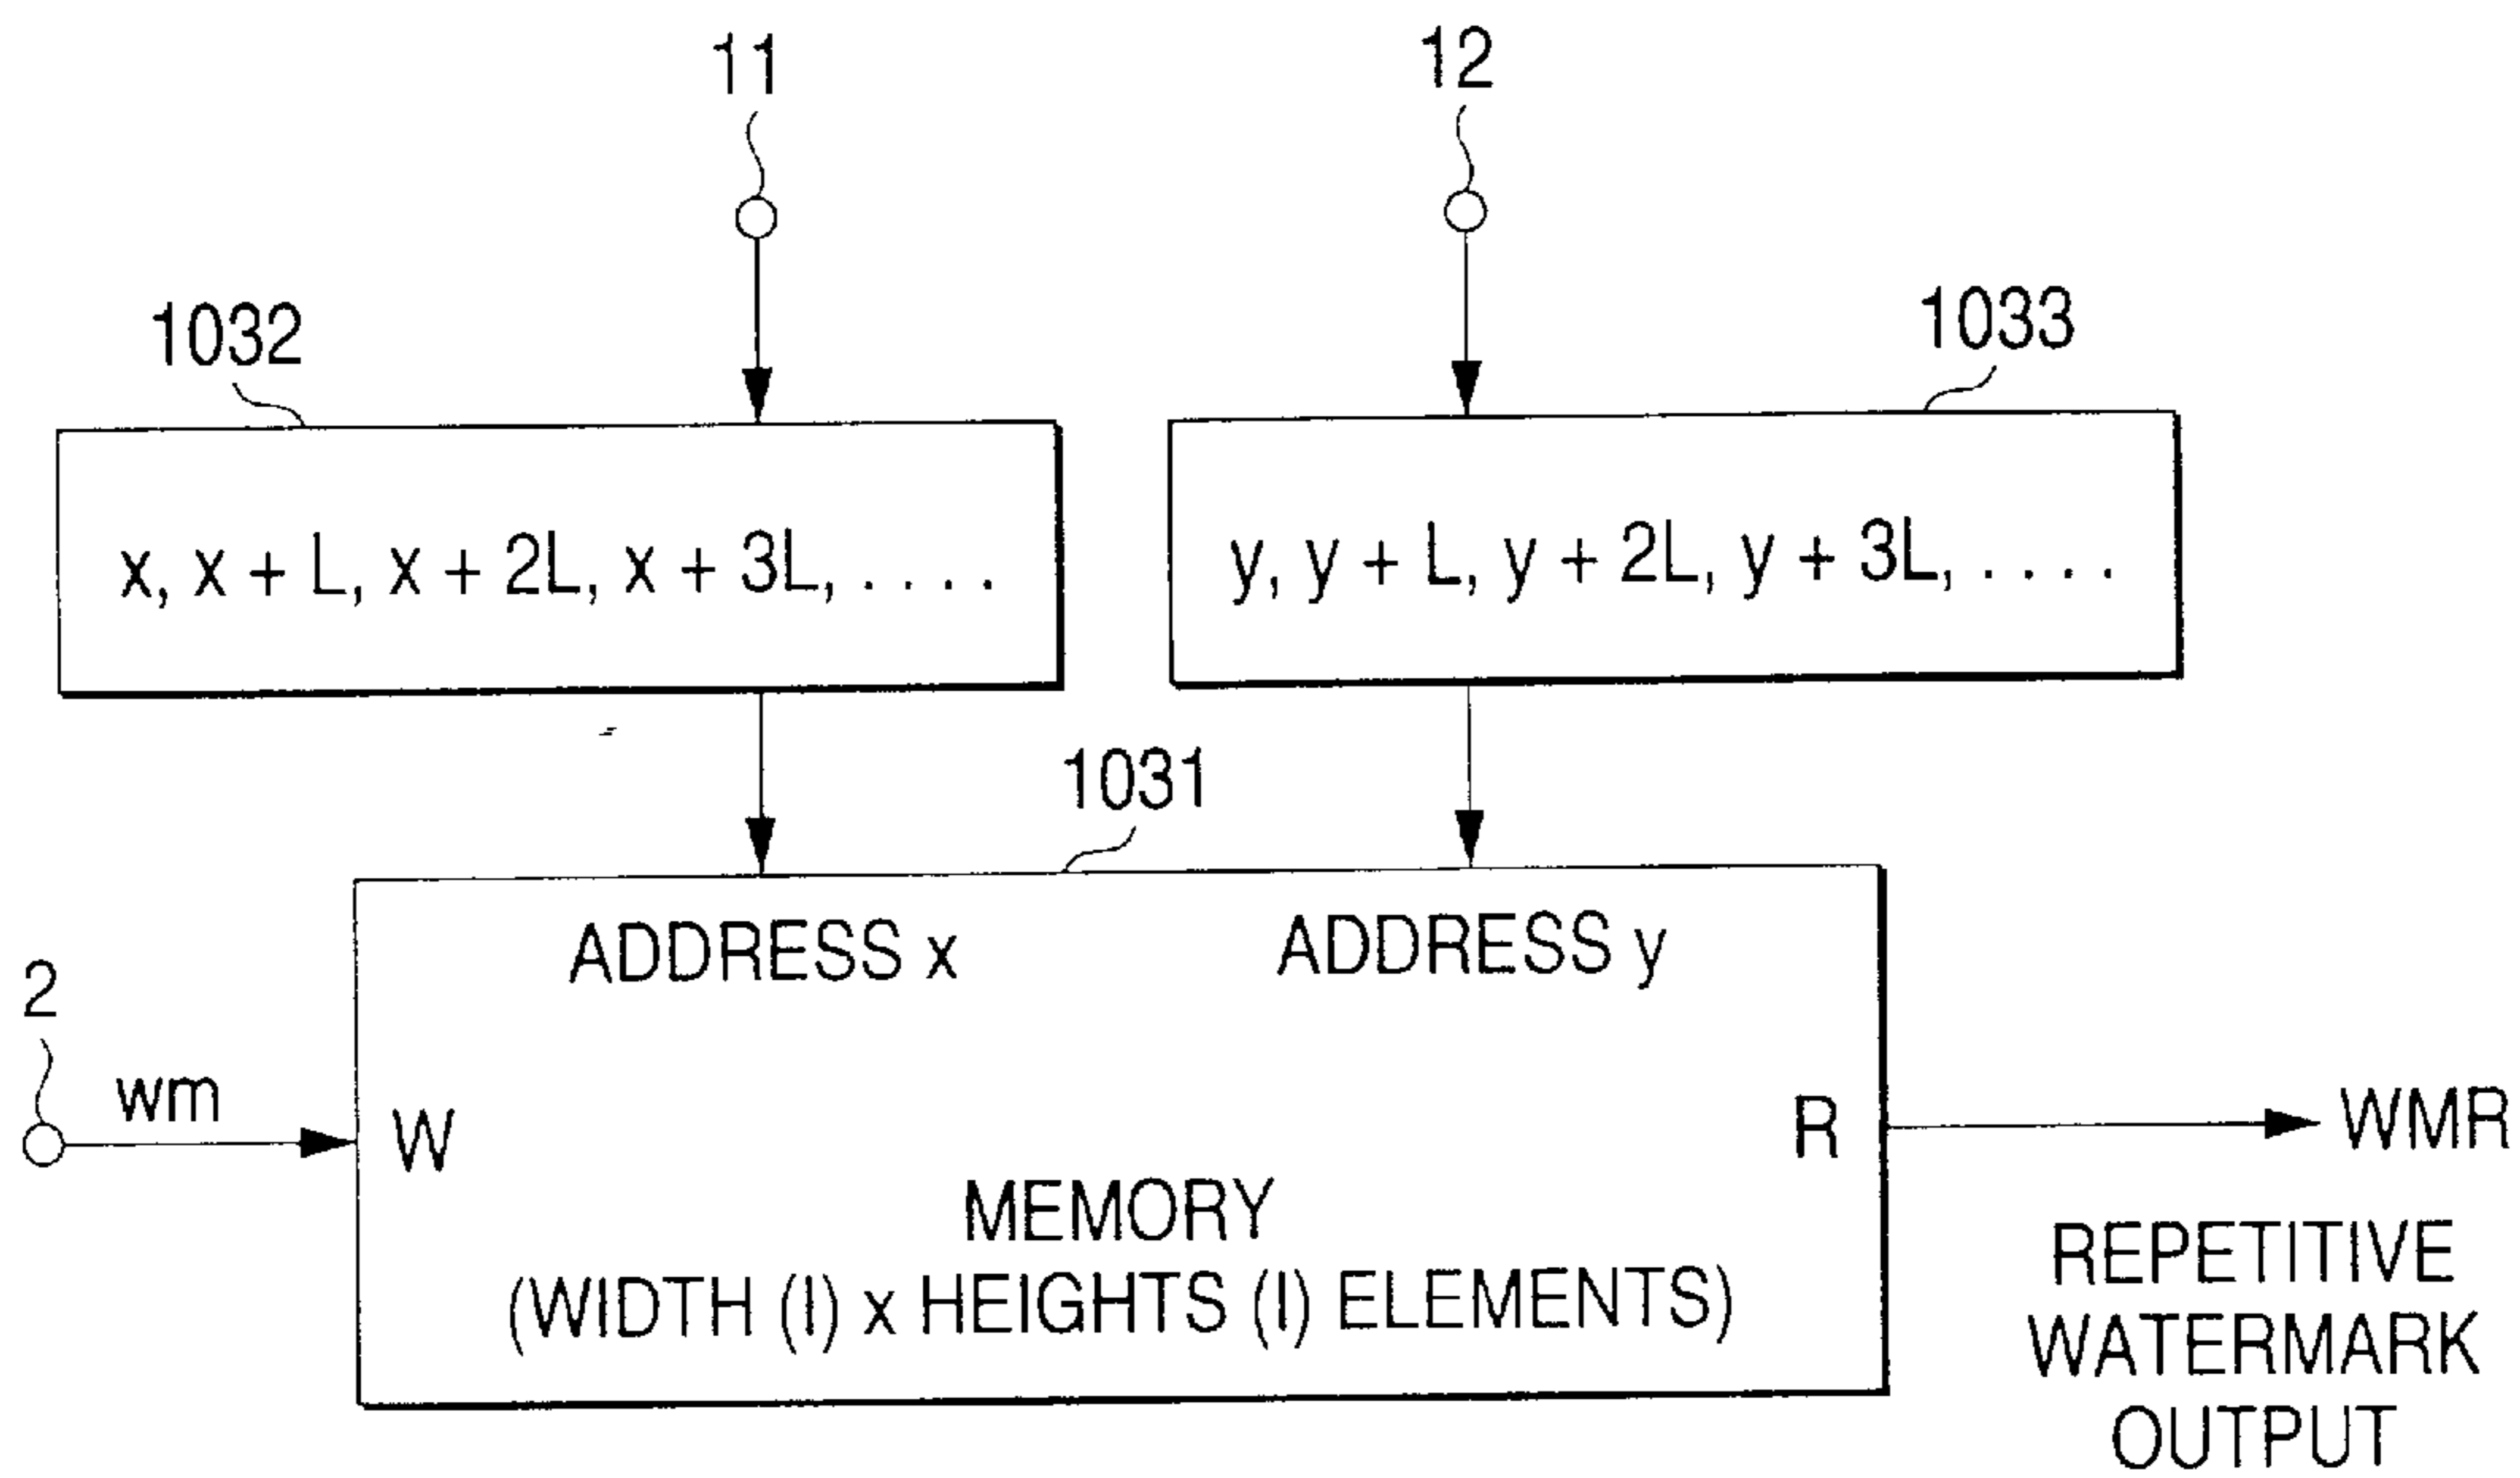 11
12
1032
1033
x, x + L, x + 2L, x + 3L, . . . .
y, y + L, y + 2L, y + 3L, . . . .
1031
ADDRESS x
ADDRESS y
2
wm
W
R
WMR
MEMORY
(WIDTH (I) x HEIGHTS (I) ELEMENTS)
REPETITIVE
WATERMARK
OUTPUT